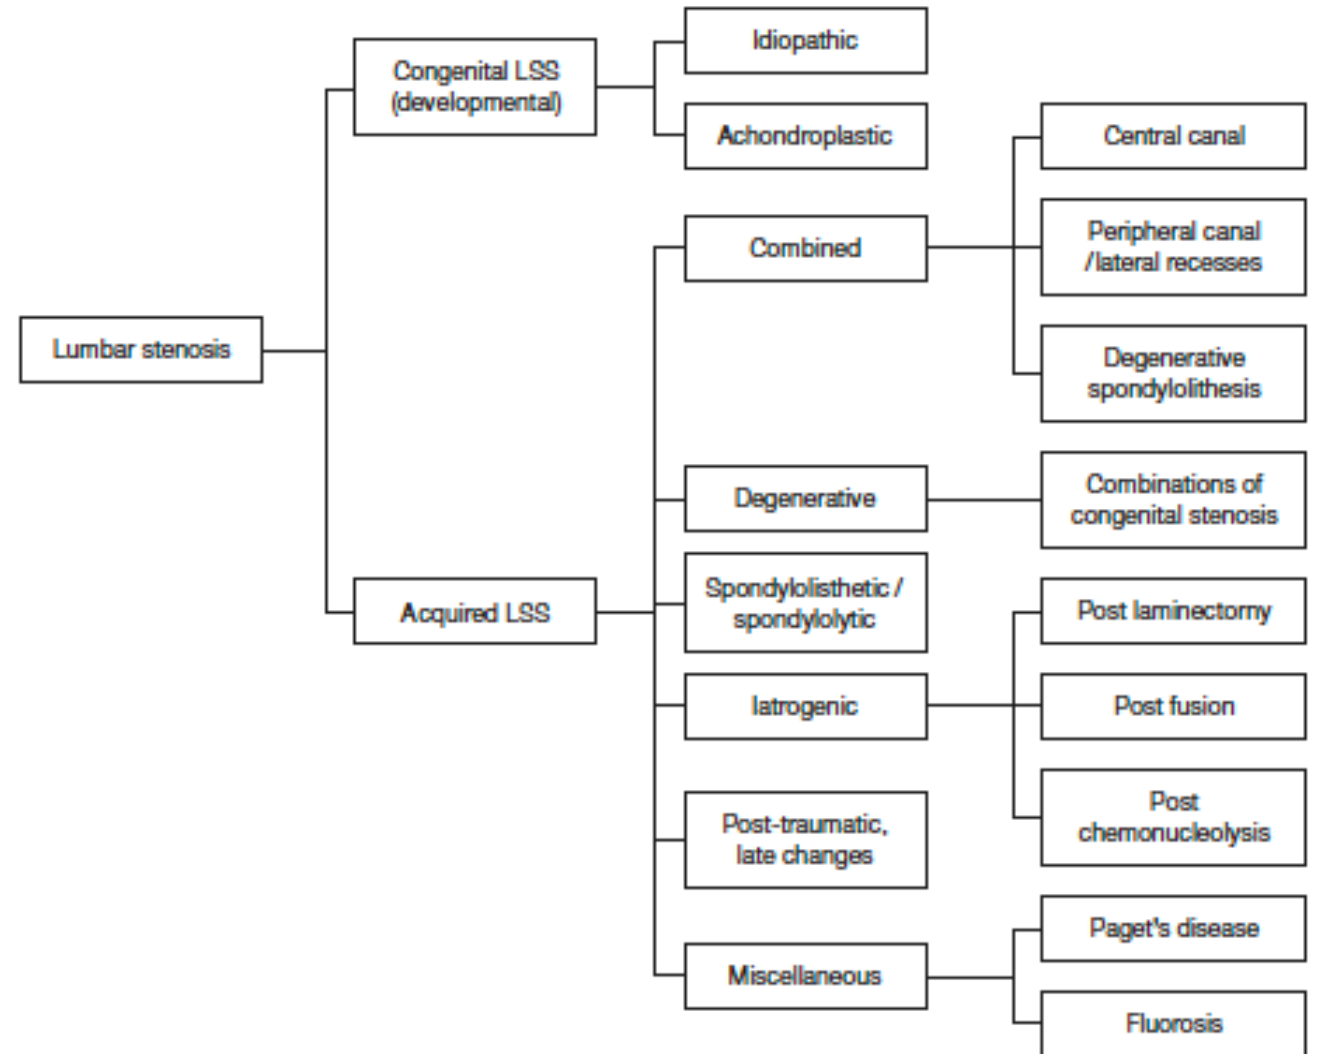 Idiopathic
Congenital LSS
(developmental)
Achondroplastic
Central canal
Combined
Peripheral canal
/lateral recesses
Lumbar stenosis
Degenerative
spondylolithesis
Degenerative
Combinations of
congenital stenosis
Acquired LSS
Spondylolisthetic /
spondylolytic
Post laminectomy
Iatrogenic
Post fusion
Post-traumatic,
late changes
Post
chemonucleolysis
Paget's disease
Miscellaneous
Fluorosis